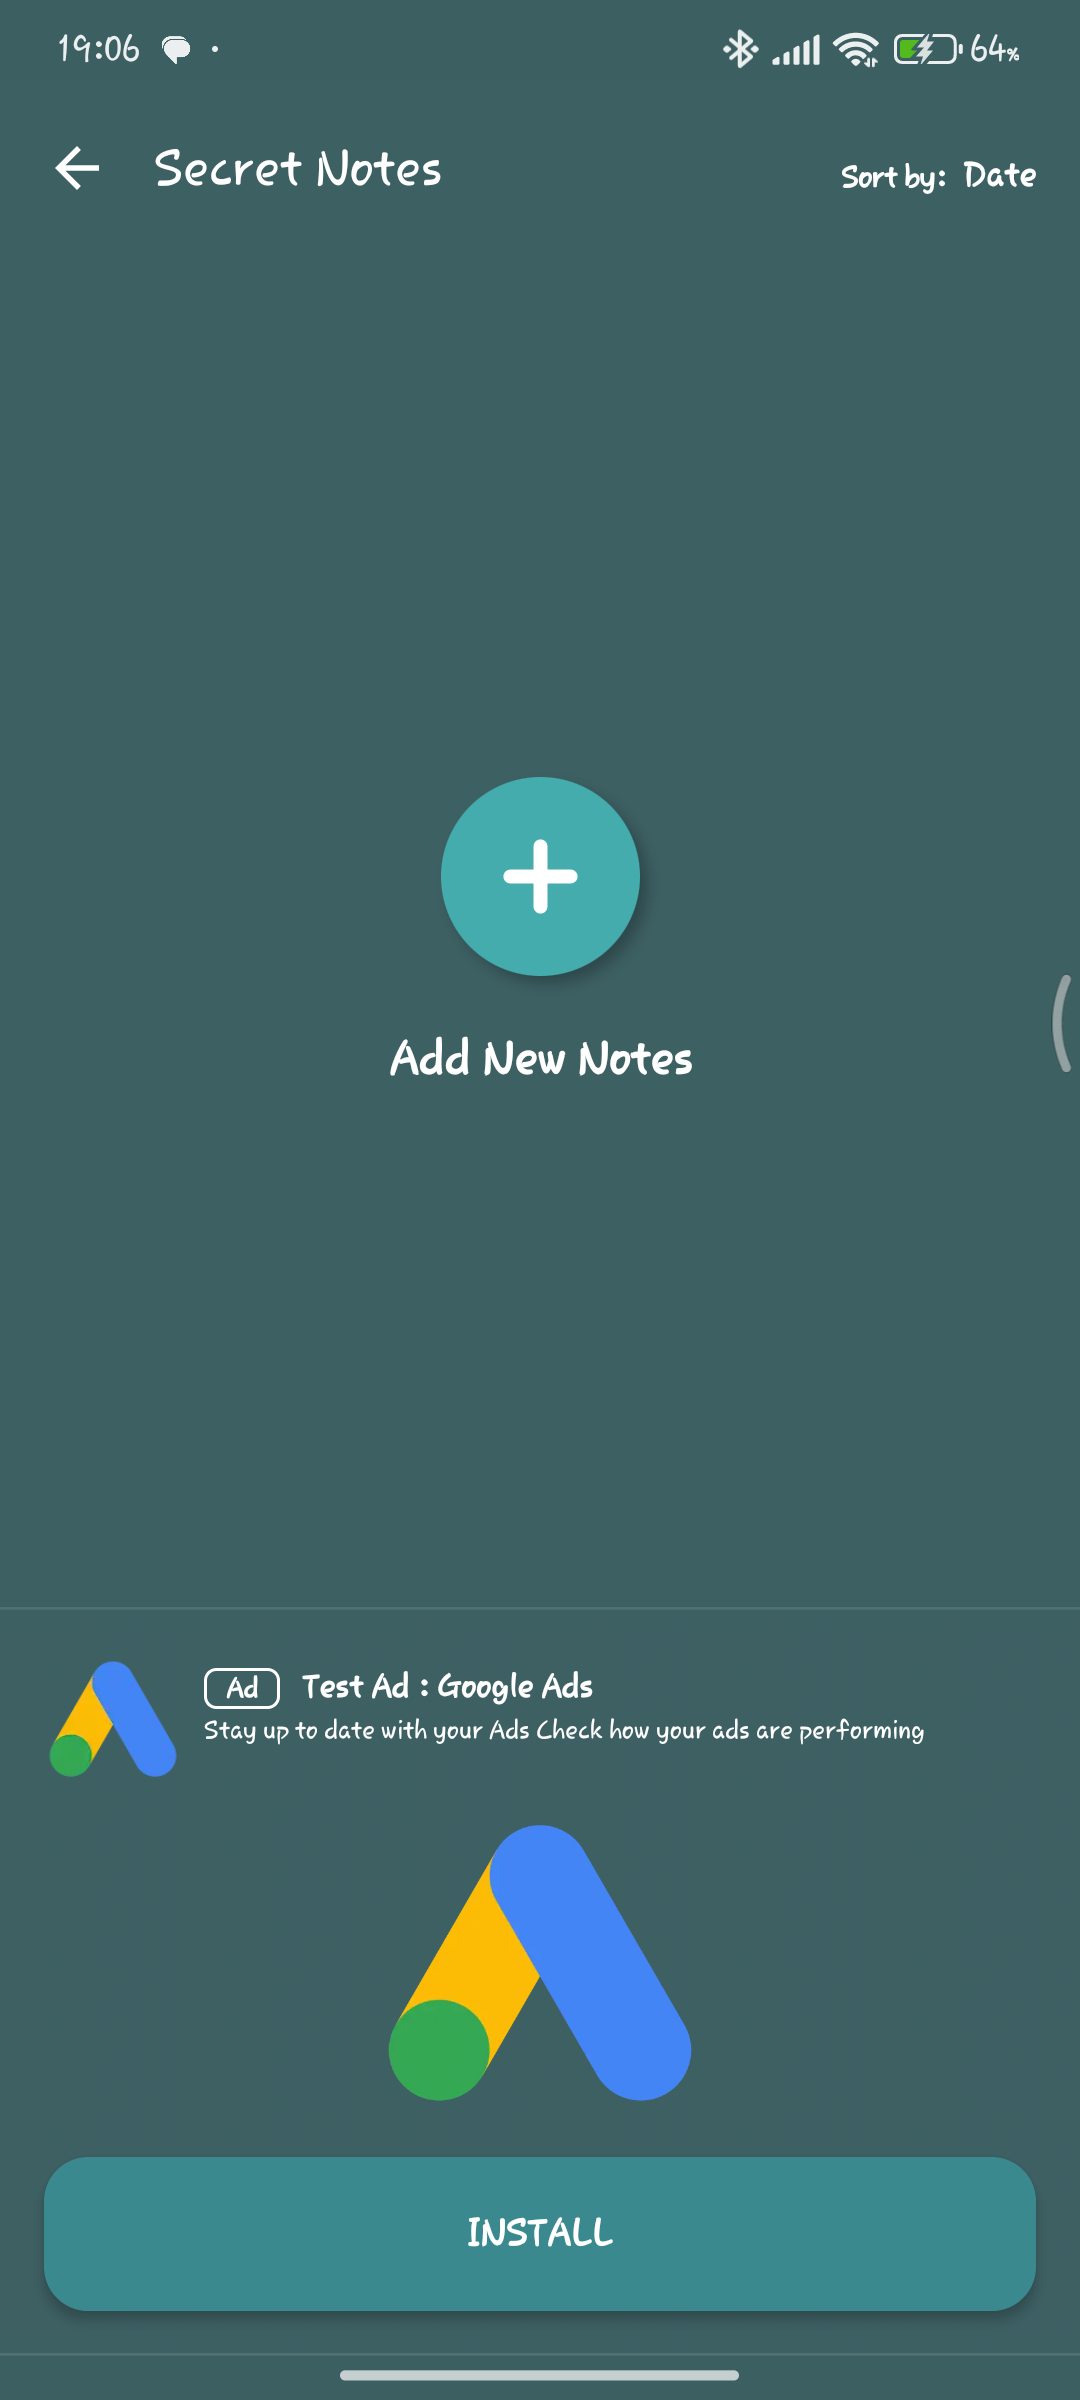 19:06
64%
Secret Notes
Sort by: Date
Add New Notes
Ad Test Ad : Google Ads
Stay up to date with your Ads Check how your ads are performing
INSTALL